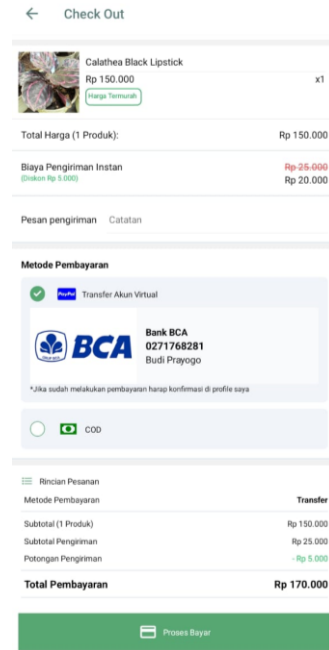 Check Out
Calathea Black Lipstick
Rp 150.000 x1
Harga Termurah
Total Harga (1 Produk): Rp 150.000
Biaya Pengiriman Instan Rp 25.000
(Diskon Rp 5.000) Rp 20.000
Pesan pengiriman Catatan
Metode Pembayaran
PayPal Transfer Akun Virtual
BCA
Bank BCA
0271768281
Budi Prayogo
*Jika sudah melakukan pembayaran harap konfirmasi di profile saya
COD
Rincian Pesanan
Metode Pembayaran Transfer
Subtotal (1 Produk) Rp 150.000
Subtotal Pengiriman Rp 25.000
Potongan Pengiriman - Rp 5.000
Total Pembayaran Rp 170.000
Proses Bayar